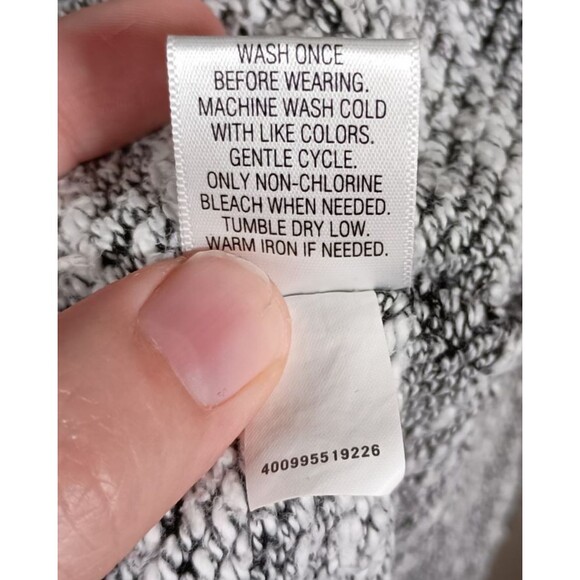 WASH ONCE
BEFORE WEARING.
MACHINE WASH COLD
WITH LIKE COLORS.
GENTLE CYCLE.
ONLY NON-CHLORINE
BLEACH WHEN NEEDED.
TUMBLE DRY LOW.
WARM IRON IF NEEDED.
400995519226